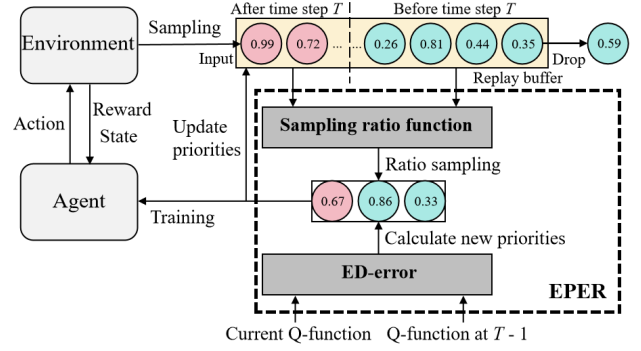 After time step T
Before time step T
Environment
Sampling
Input
0.99
0.72
...
...
0.26
0.81
0.44
0.35
Drop
0.59
Replay buffer
Action
Reward
State
Update
priorities
Sampling ratio function
Ratio sampling
Agent
Training
0.67
0.86
0.33
Calculate new priorities
ED-error
EPER
Current Q-function
Q-function at T - 1